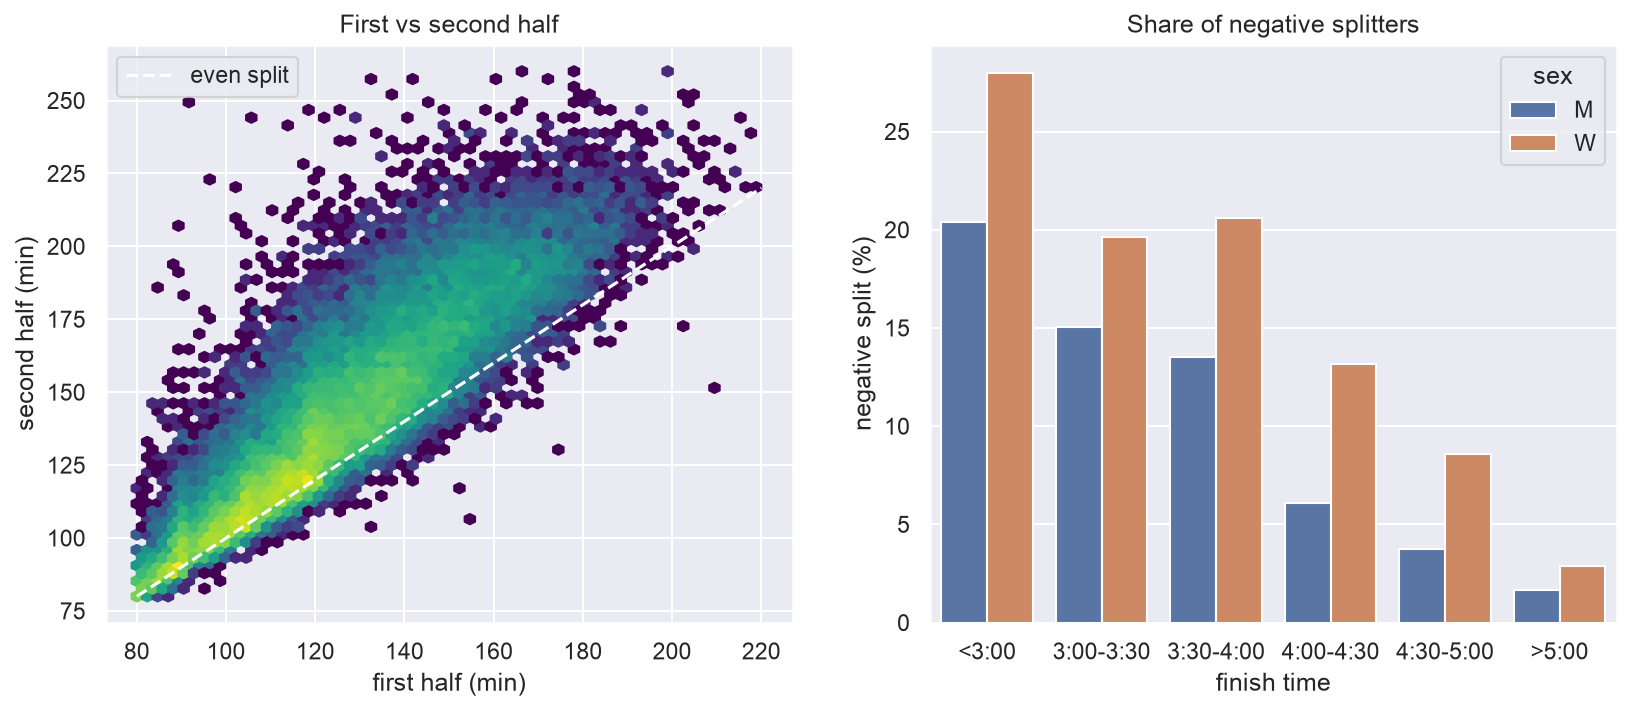 First vs second half
even split
250
225
200
175
150
125
100
75
second half (min)
80 100 120 140 160 180 200 220
first half (min)
Share of negative splitters
sex
M
W
25
20
15
10
5
0
negative split (%)
<3:00 3:00-3:30 3:30-4:00 4:00-4:30 4:30-5:00 >5:00
finish time